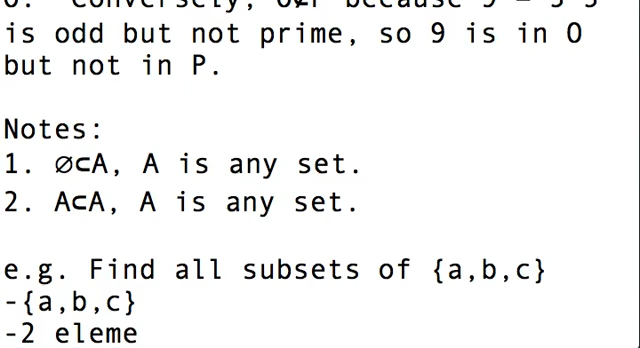 is odd but not prime, so 9 is in O
but not in P.
Notes:
1. ∅⊂A, A is any set.
2. A⊂A, A is any set.
e.g. Find all subsets of {a,b,c}
-{a,b,c}
-2 eleme